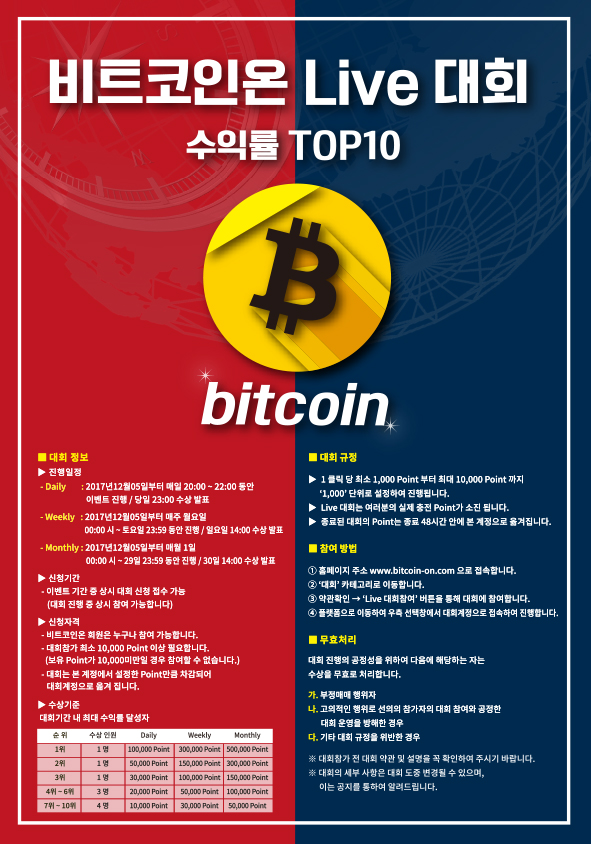 비트코인온 Live 대회
수익률 TOP10
bitcoin
■ 대회 정보
▶ 진행일정
- Daily : 2017년12월05일부터 매일 20:00 ~ 22:00 동안
이벤트 진행 / 당일 23:00 수상 발표
- Weekly : 2017년12월05일부터 매주 월요일
00:00 시 ~ 토요일 23:59 동안 진행 / 일요일 14:00 수상 발표
- Monthly : 2017년12월05일부터 매월 1일
00:00 시 ~ 29일 23:59 동안 진행 / 30일 14:00 수상 발표
▶ 신청기간
- 이벤트 기간 중 상시 대회 신청 접수 가능
(대회 진행 중 상시 참여 가능합니다)
▶ 신청자격
- 비트코인온 회원은 누구나 참여 가능합니다.
- 대회참가 최소 10,000 Point 이상 필요합니다.
(보유 Point가 10,000미만일 경우 참여할 수 없습니다.)
- 대회는 본 계정에서 설정한 Point만큼 차감되어
대회계정으로 옮겨 집니다.
▶ 수상기준
대회기간 내 최대 수익률 달성자
순 위 수상 인원 Daily Weekly Monthly
1위 1 명 100,000 Point 300,000 Point 500,000 Point
2위 1 명 50,000 Point 150,000 Point 300,000 Point
3위 1 명 30,000 Point 100,000 Point 150,000 Point
4위 ~ 6위 3 명 20,000 Point 50,000 Point 100,000 Point
7위 ~ 10위 4 명 10,000 Point 30,000 Point 50,000 Point
■ 대회 규정
▶ 1 클릭 당 최소 1,000 Point 부터 최대 10,000 Point 까지
‘1,000’ 단위로 설정하여 진행됩니다.
▶ Live 대회는 여러분의 실제 충전 Point가 소진 됩니다.
▶ 종료된 대회의 Point는 종료 48시간 안에 본 계정으로 옮겨집니다.
■ 참여 방법
① 홈페이지 주소 www.bitcoin-on.com 으로 접속합니다.
② ‘대회’ 카테고리로 이동합니다.
③ 약관확인 → ‘Live 대회참여’ 버튼을 통해 대회에 참여합니다.
④ 플랫폼으로 이동하여 우측 선택창에서 대회계정으로 접속하여 진행합니다.
■ 무효처리
대회 진행의 공정성을 위하여 다음에 해당하는 자는
수상을 무효로 처리합니다.
가. 부정매매 행위자
나. 고의적인 행위로 선의의 참가자의 대회 참여와 공정한
대회 운영을 방해한 경우
다. 기타 대회 규정을 위반한 경우
※ 대회참가 전 대회 약관 및 설명을 꼭 확인하여 주시기 바랍니다.
※ 대회의 세부 사항은 대회 도중 변경될 수 있으며,
이는 공지를 통하여 알려드립니다.